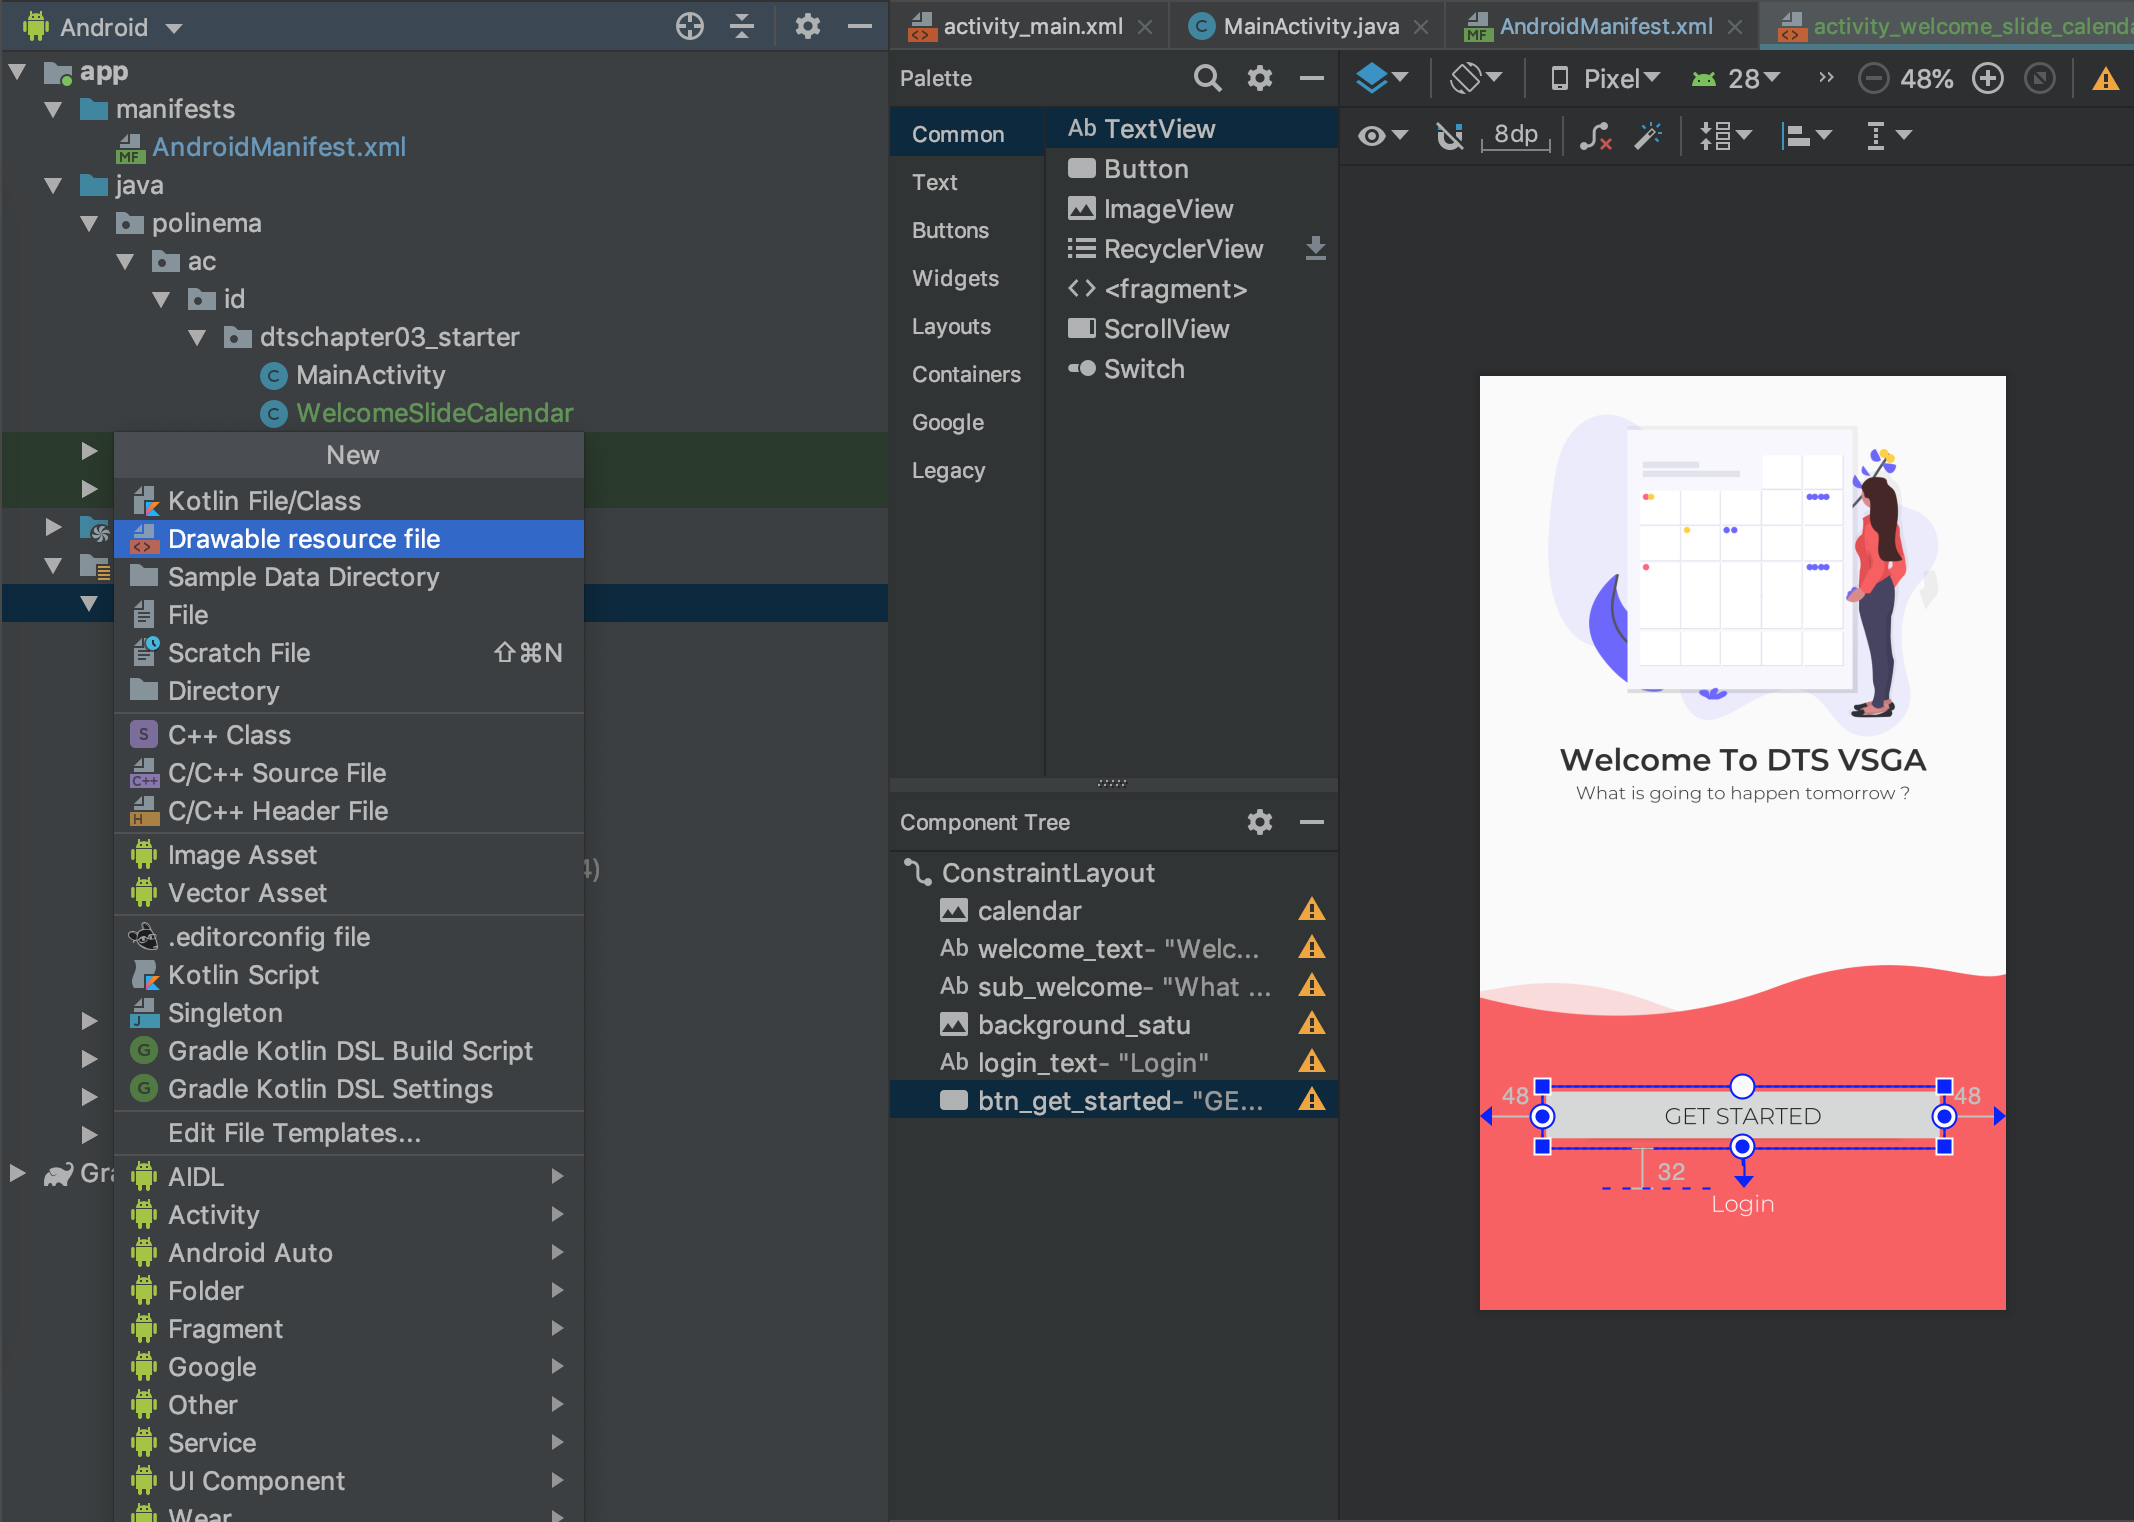 Android
app
manifests
AndroidManifest.xml
java
polinema
ac
id
dtschapter03_starter
MainActivity
WelcomeSlideCalendar
New
Kotlin File/Class
Drawable resource file
Sample Data Directory
File
Scratch File ⇧⌘N
Directory
C++ Class
C/C++ Source File
C/C++ Header File
Image Asset
4)
Vector Asset
.editorconfig file
Kotlin Script
Singleton
Gradle Kotlin DSL Build Script
Gradle Kotlin DSL Settings
Edit File Templates...
Gra
AIDL
Activity
Android Auto
Folder
Fragment
Google
Other
Service
UI Component
Wear
activity_main.xml
MainActivity.java
AndroidManifest.xml
activity_welcome_slide_calenda
Palette
Common
Text
Buttons
Widgets
Layouts
Containers
Google
Legacy
Ab TextView
Button
ImageView
RecyclerView
<fragment>
ScrollView
Switch
Pixel
28
48%
8dp
Component Tree
ConstraintLayout
calendar
Ab welcome_text- "Welc...
Ab sub_welcome- "What ...
background_satu
Ab login_text- "Login"
btn_get_started- "GE...
Welcome To DTS VSGA
What is going to happen tomorrow ?
48
48
GET STARTED
32
Login